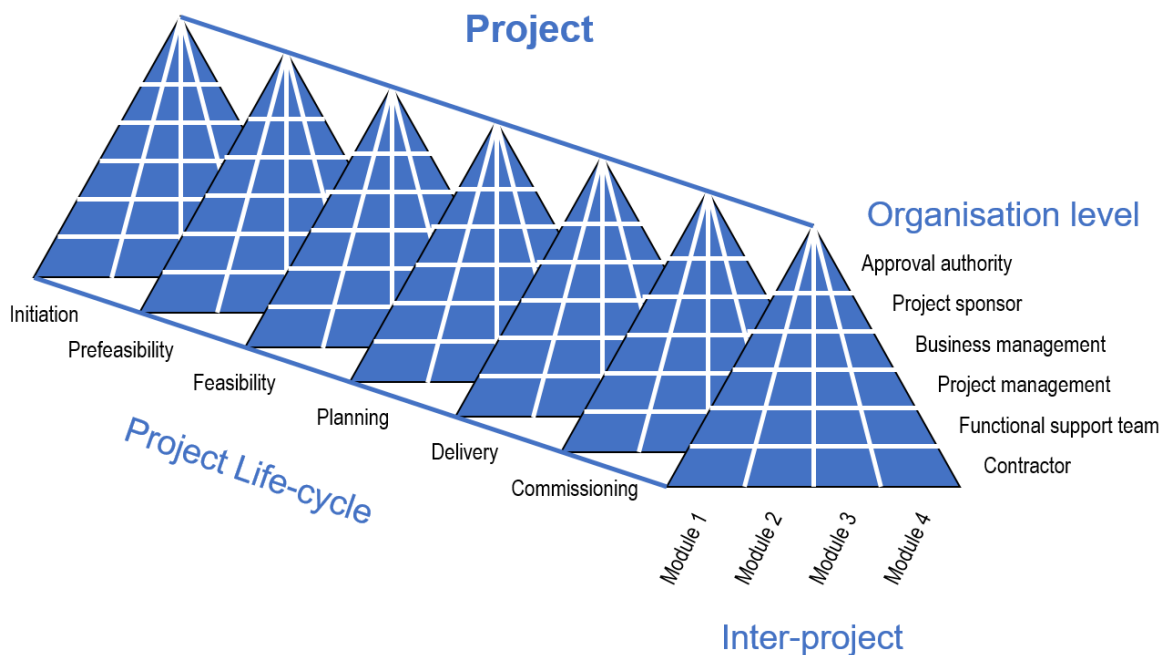 Project
Organisation level
Approval authority
Project sponsor
Business management
Project management
Functional support team
Contractor
Initiation
Prefeasibility
Feasibility
Planning
Delivery
Commissioning
Project Life-cycle
Module 1
Module 2
Module 3
Module 4
Inter-project